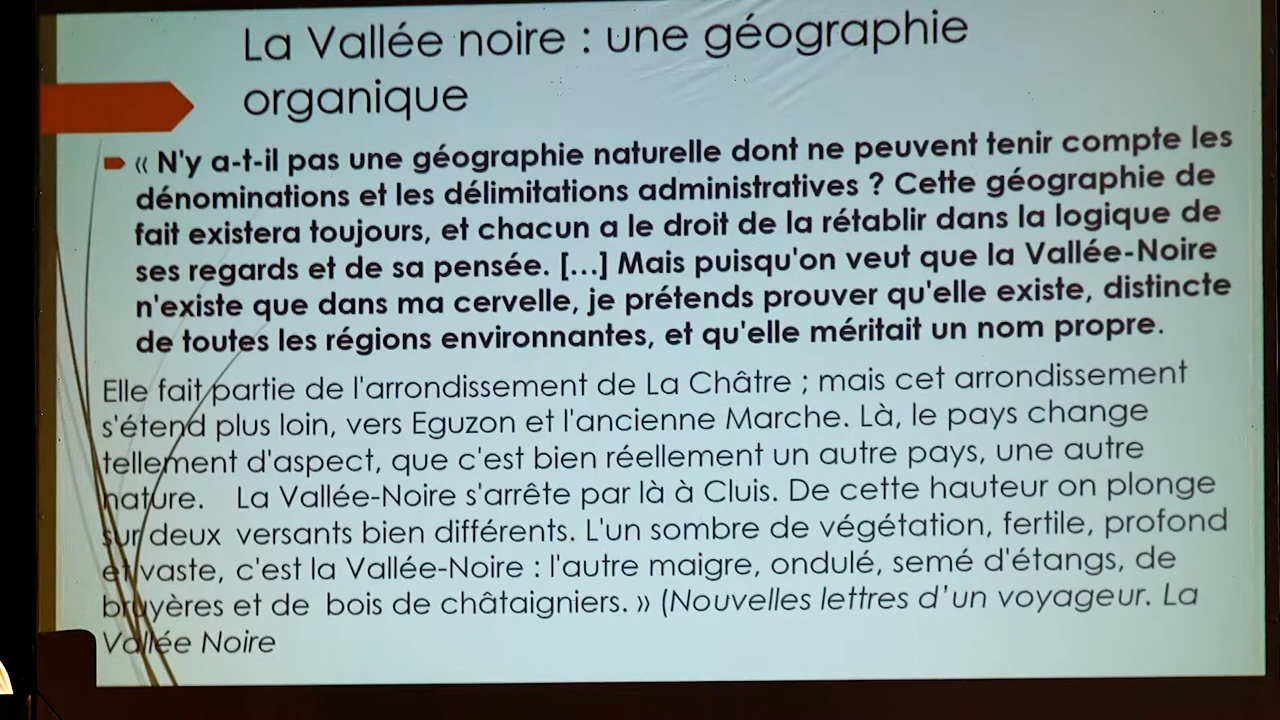 La Vallée noire : une géographie
organique
« N'y a-t-il pas une géographie naturelle dont ne peuvent tenir compte les
dénominations et les délimitations administratives ? Cette géographie de
fait existera toujours, et chacun a le droit de la rétablir dans la logique de
ses regards et de sa pensée. [...] Mais puisqu'on veut que la Vallée-Noire
n'existe que dans ma cervelle, je prétends prouver qu'elle existe, distincte
de toutes les régions environnantes, et qu'elle méritait un nom propre.
Elle fait partie de l'arrondissement de La Châtre ; mais cet arrondissement
s'étend plus loin, vers Eguzon et l'ancienne Marche. Là, le pays change
tellement d'aspect, que c'est bien réellement un autre pays, une autre
nature. La Vallée-Noire s'arrête par là à Cluis. De cette hauteur on plonge
sur deux versants bien différents. L'un sombre de végétation, fertile, profond
et vaste, c'est la Vallée-Noire : l'autre maigre, ondulé, semé d'étangs, de
bruyères et de bois de châtaigniers. » (Nouvelles lettres d'un voyageur. La
Vallée Noire